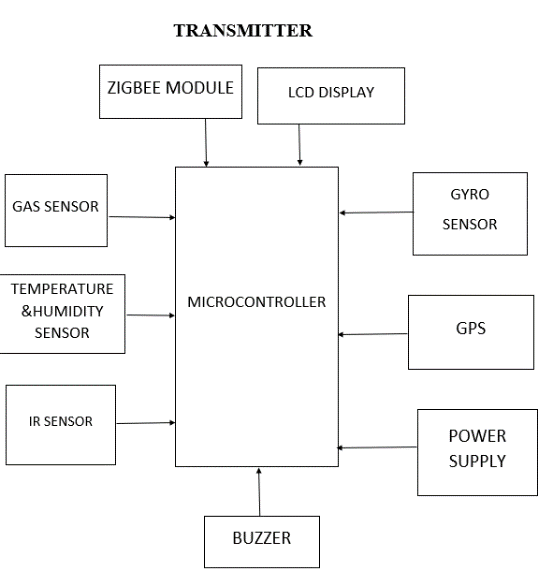 TRANSMITTER
ZIGBEE MODULE
LCD DISPLAY
GAS SENSOR
GYRO
SENSOR
TEMPERATURE
&HUMIDITY
SENSOR
MICROCONTROLLER
GPS
IR SENSOR
POWER
SUPPLY
BUZZER